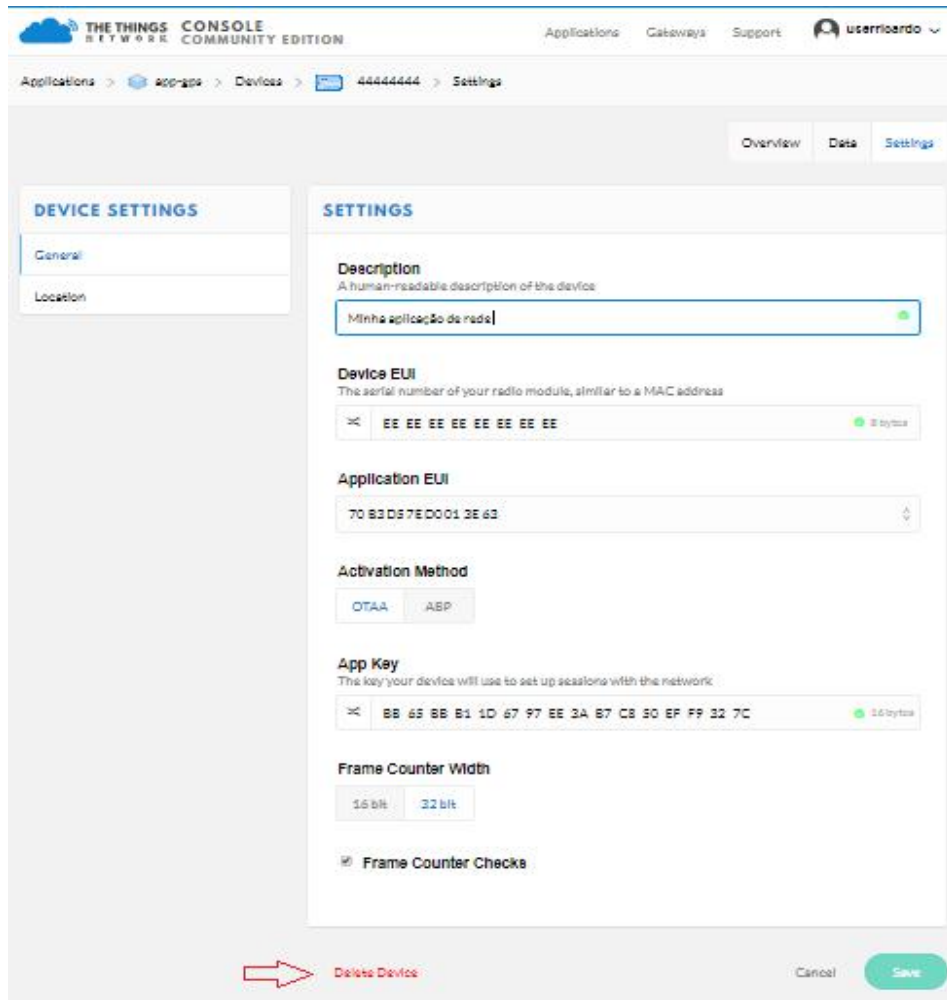 THE THINGS NETWORK CONSOLE COMMUNITY EDITION
Applications Gateways Support userricardo
Applications > app-gps > Devices > 44444444 > Settings
Overview Data Settings
DEVICE SETTINGS
General
Location
SETTINGS
Description
A human-readable description of the device
Minha aplicação de rede
Device EUI
The serial number of your radio module, similar to a MAC address
EE EE EE EE EE EE EE EE 8 bytes
Application EUI
70 B3 D5 7E D0 01 3E 63
Activation Method
OTAA ABP
App Key
The key your device will use to set up sessions with the network
BB 65 BB B1 1D 67 97 EE 3A B7 C8 50 EF F9 32 7C 16 bytes
Frame Counter Width
16 bit 32 bit
Frame Counter Checks
Delete Device Cancel Save